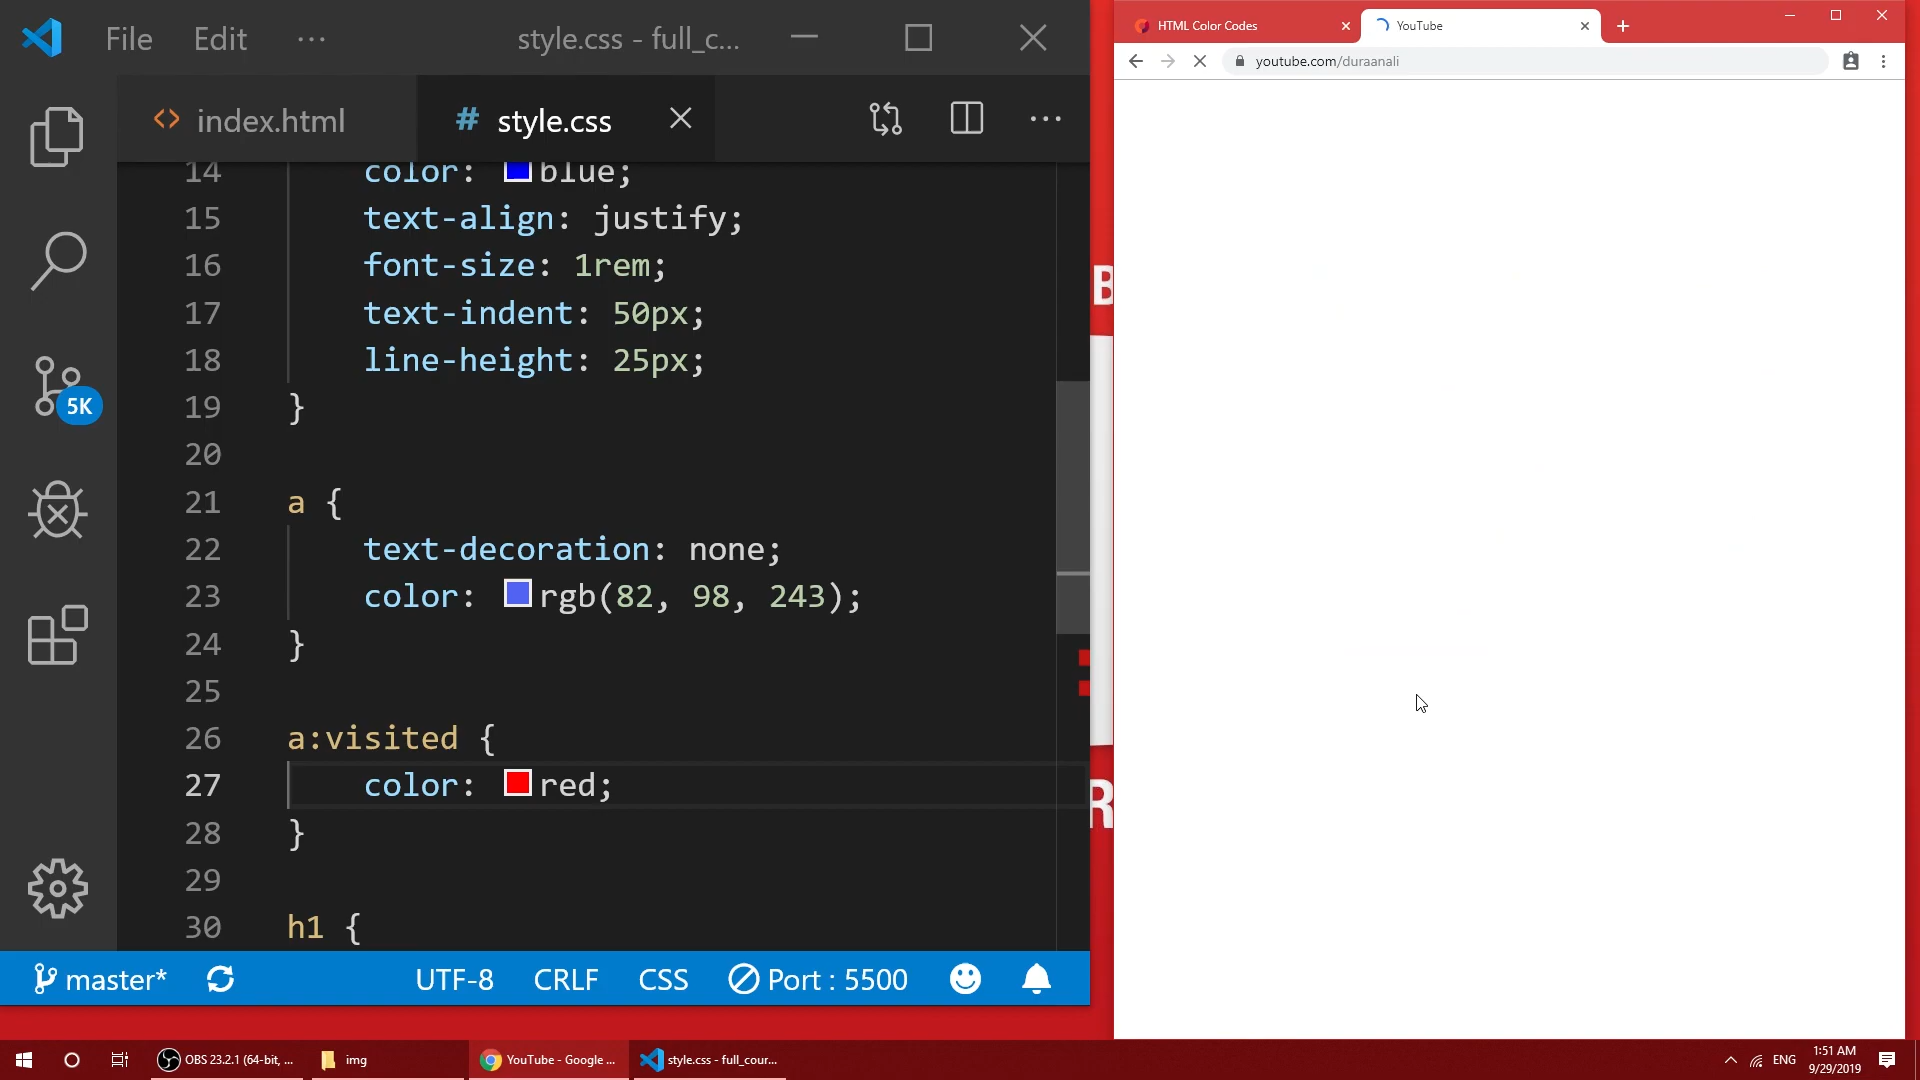 File Edit ... style.css - full_c...
index.html # style.css
14 color: blue;
15 text-align: justify;
16 font-size: 1rem;
17 text-indent: 50px;
18 line-height: 25px;
19 }
20
21 a {
22 text-decoration: none;
23 color: rgb(82, 98, 243);
24 }
25
26 a:visited {
27 color: red;
28 }
29
30 h1 {
5K
master* UTF-8 CRLF CSS Port : 5500
HTML Color Codes YouTube
youtube.com/duraanali
B
R
OBS 23.2.1 (64-bit, ... img YouTube - Google ... style.css - full_cour... ENG 1:51 AM
9/29/2019